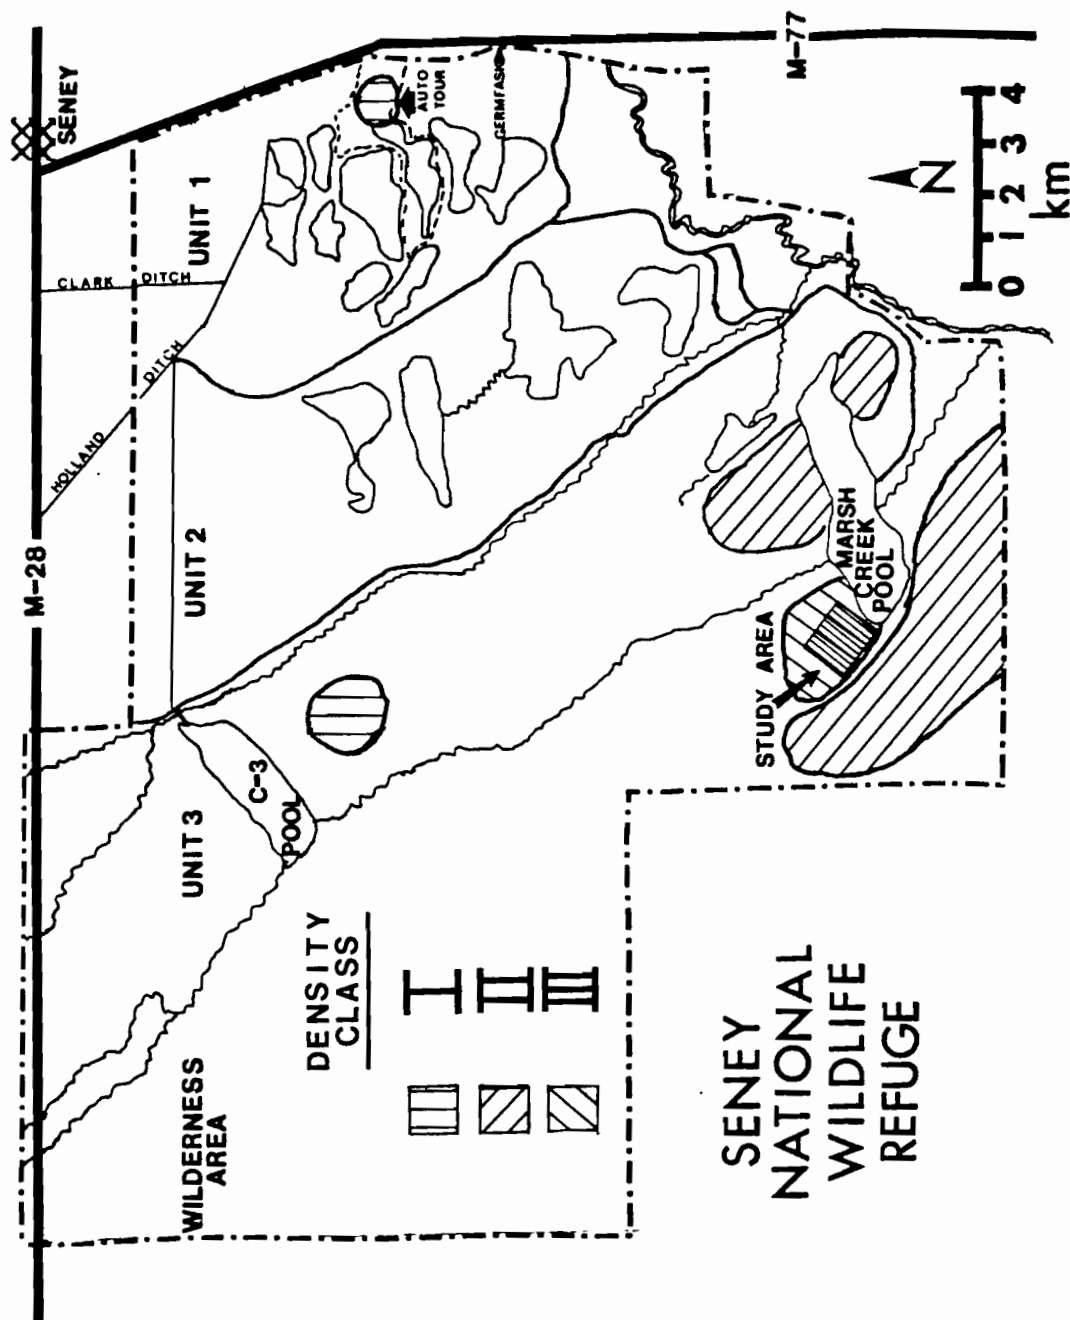 M-28
SENEY
M-77
HOLLAND
DITCH
CLARK DITCH
UNIT 1
AUTO
TOUR
GERMFASK
UNIT 2
UNIT 3
C-3
POOL
WILDERNESS
AREA
STUDY AREA
MARSH
CREEK
POOL
DENSITY
CLASS
I
II
III
N
0 1 2 3 4
km
SENEY
NATIONAL
WILDLIFE
REFUGE